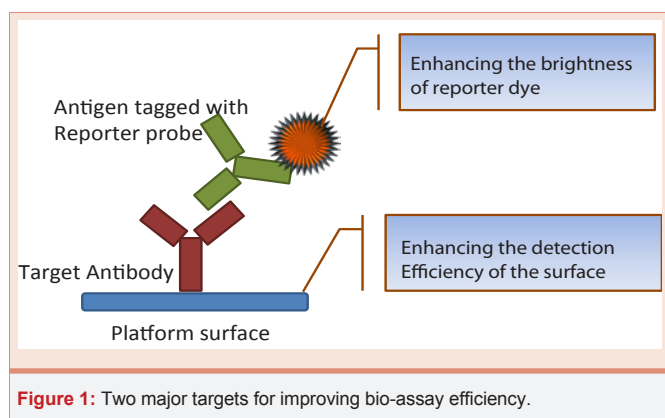 Enhancing the brightness
of reporter dye
Antigen tagged with
Reporter probe
Enhancing the detection
Efficiency of the surface
Target Antibody
Platform surface
Figure 1: Two major targets for improving bio-assay efficiency.